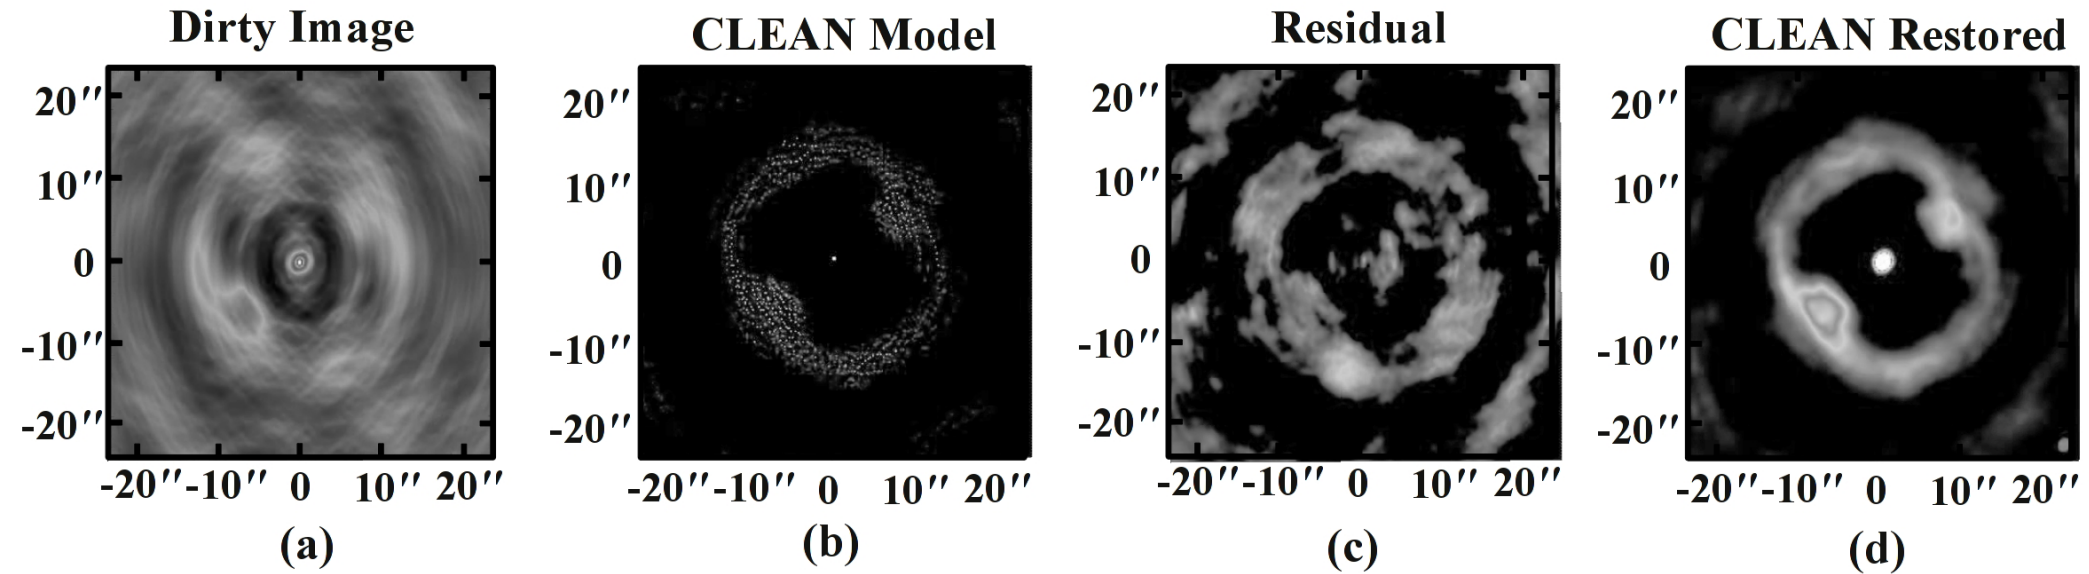 Dirty Image
CLEAN Model
Residual
CLEAN Restored
20″
10″
0
-10″
-20″
-20″ -10″ 0 10″ 20″
(a)
20″
10″
0
-10″
-20″
-20″ -10″ 0 10″ 20″
(b)
20″
10″
0
-10″
-20″
-20″ -10″ 0 10″ 20″
(c)
20″
10″
0
-10″
-20″
-20″ -10″ 0 10″ 20″
(d)